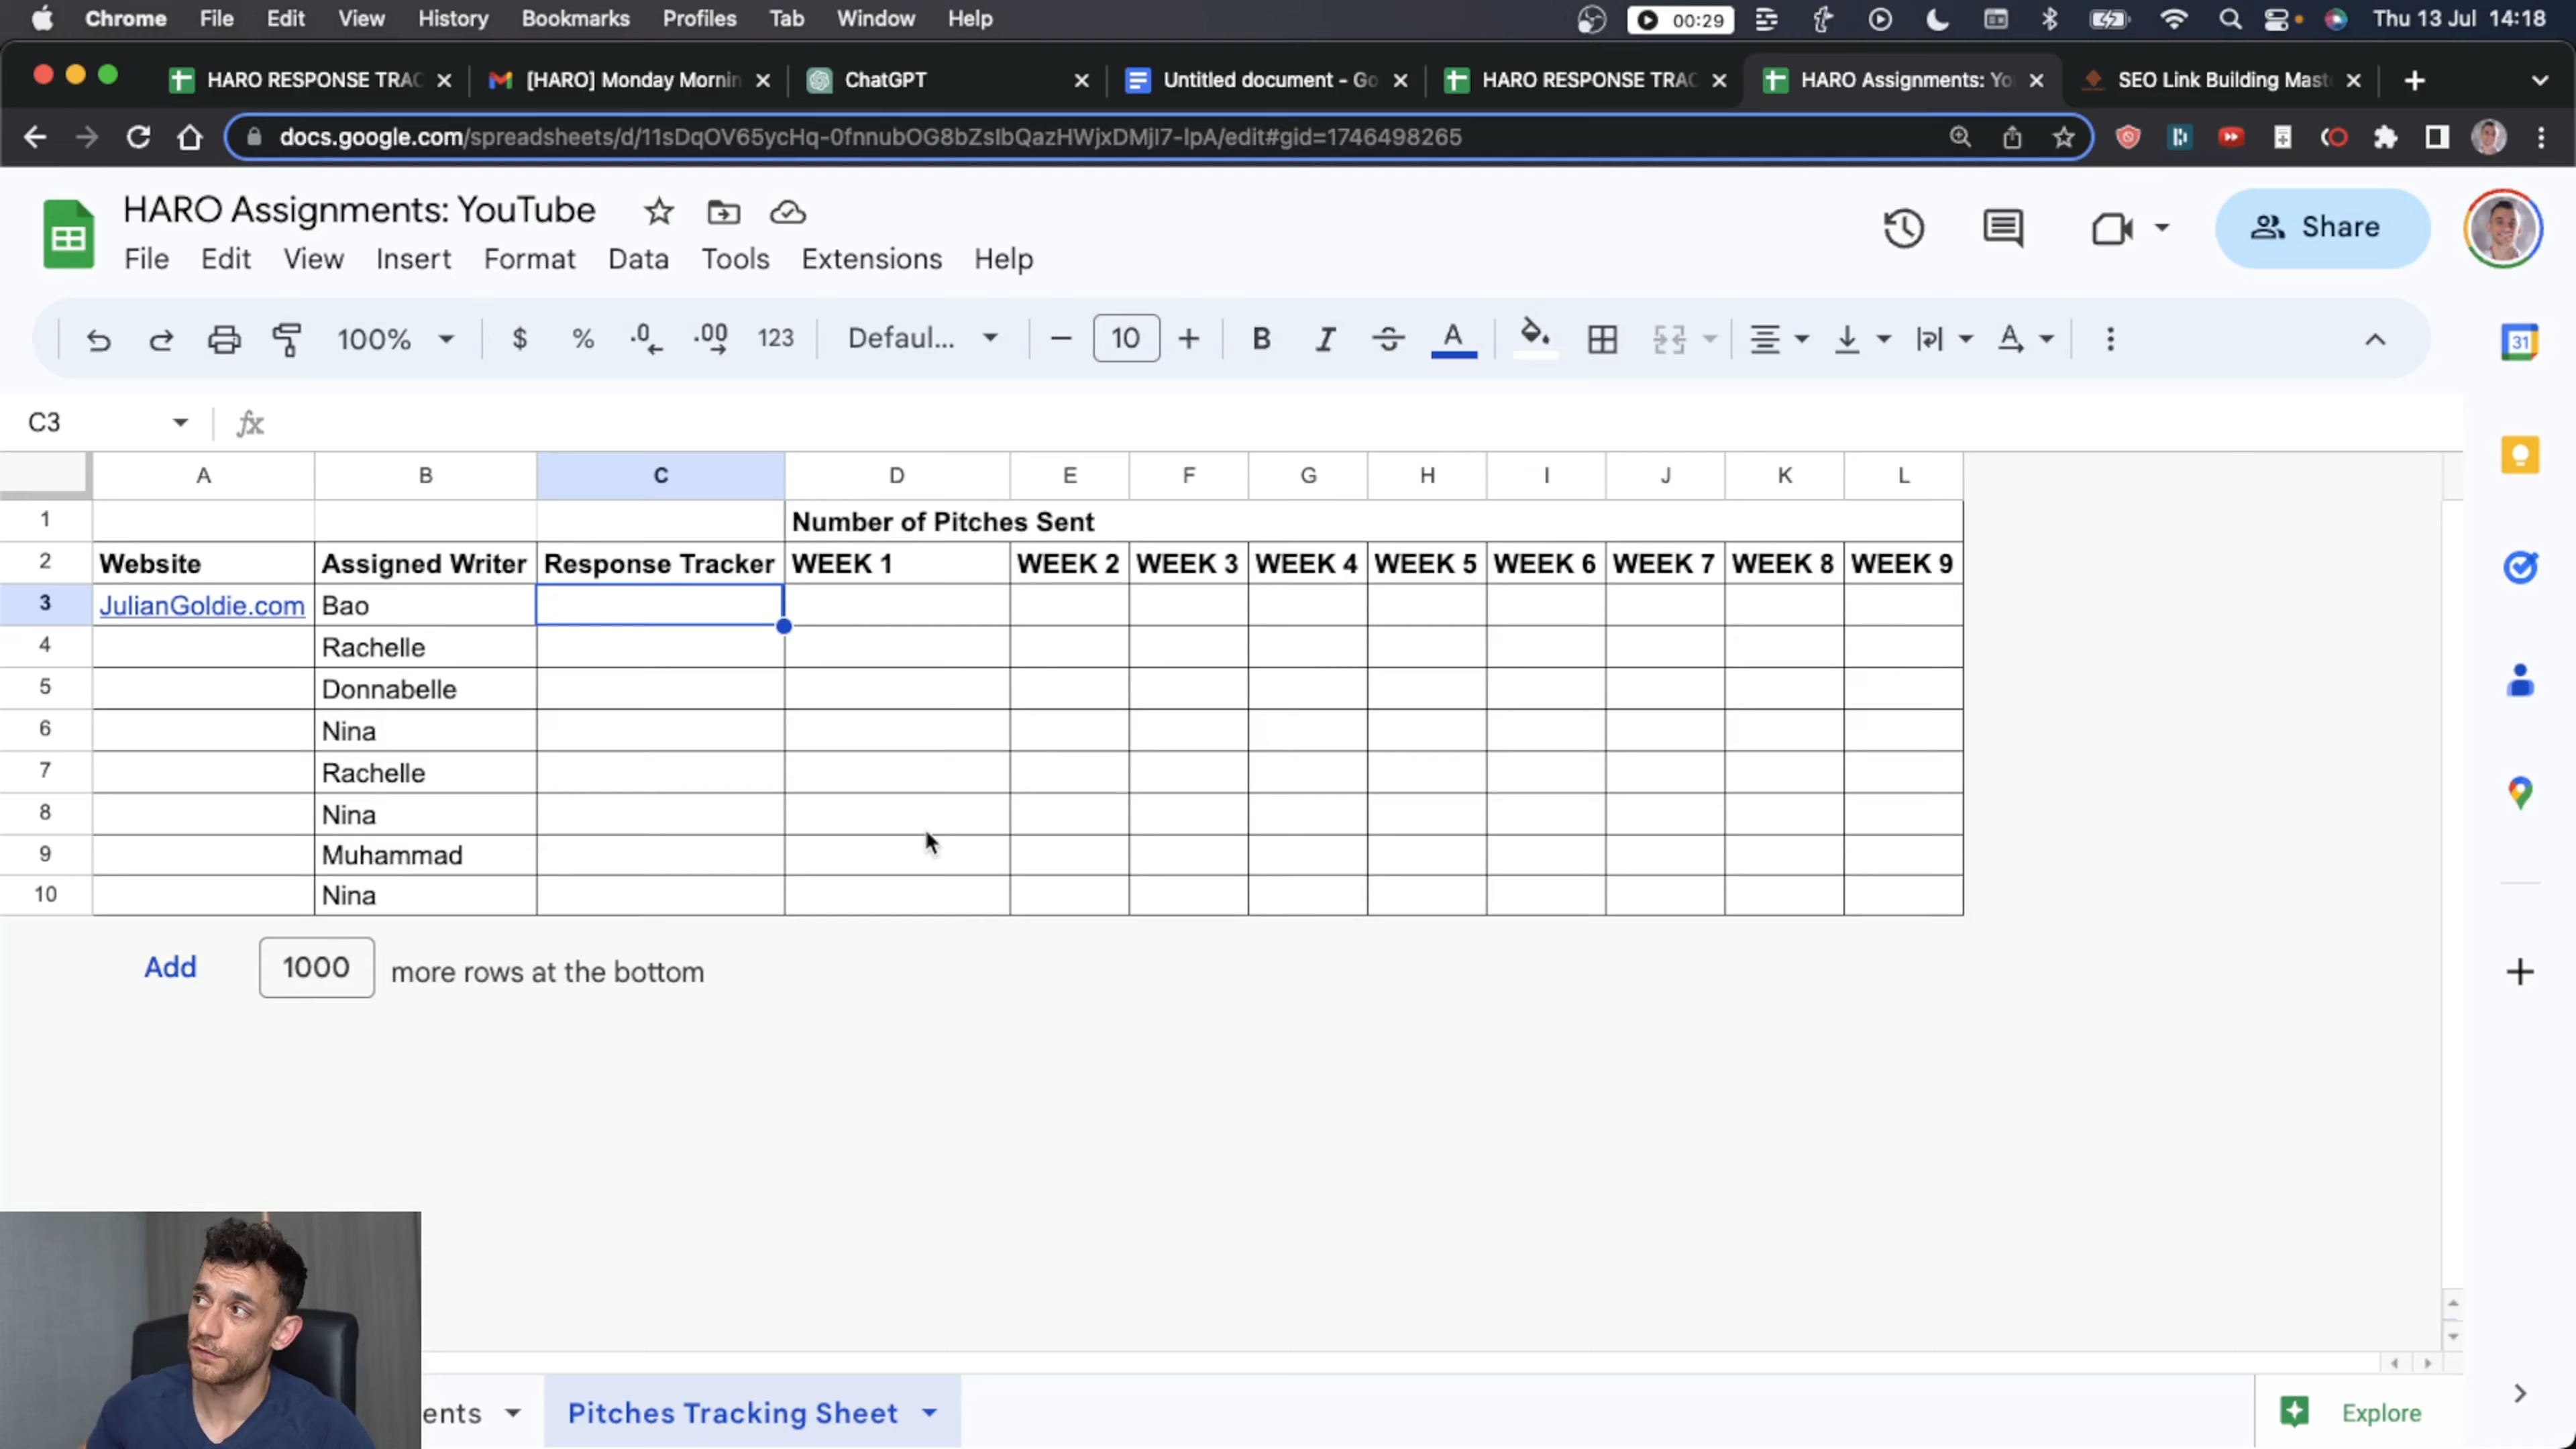 Chrome File Edit View History Bookmarks Profiles Tab Window Help 00:29 Thu 13 Jul 14:18
HARO RESPONSE TRAC [HARO] Monday Mornin ChatGPT Untitled document - Go HARO RESPONSE TRAC HARO Assignments: Yo SEO Link Building Mast
docs.google.com/spreadsheets/d/11sDqOV65ycHq-0fnnubOG8bZsIbQazHWjxDMjI7-IpA/edit#gid=1746498265
HARO Assignments: YouTube
Share
File Edit View Insert Format Data Tools Extensions Help
100% $ % .0 .00 123 Defaul... 10 B I S A A
31
C3 fx
A B C D E F G H I J K L
1 Number of Pitches Sent
2 Website Assigned Writer Response Tracker WEEK 1 WEEK 2 WEEK 3 WEEK 4 WEEK 5 WEEK 6 WEEK 7 WEEK 8 WEEK 9
3 JulianGoldie.com Bao
4 Rachelle
5 Donnabelle
6 Nina
7 Rachelle
8 Nina
9 Muhammad
10 Nina
Add 1000 more rows at the bottom
ents Pitches Tracking Sheet Explore